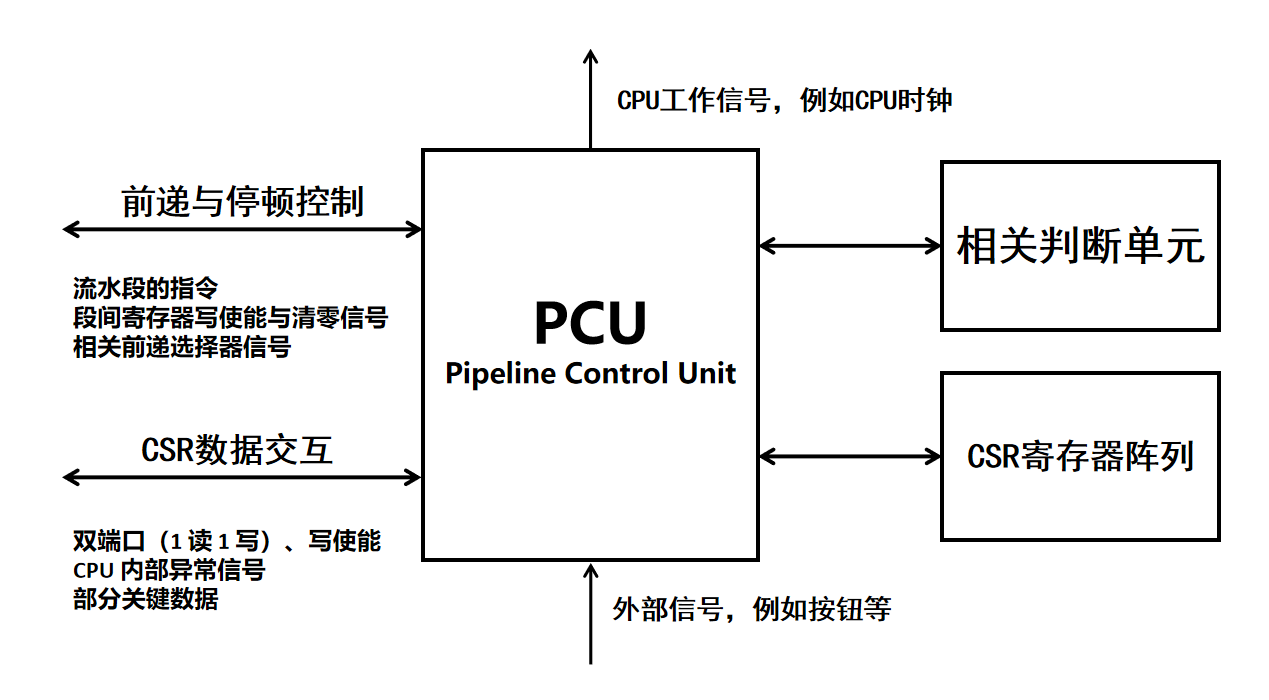 CPU工作信号，例如CPU时钟
前递与停顿控制
流水段的指令
段间寄存器写使能与清零信号
相关前递选择器信号
PCU
Pipeline Control Unit
相关判断单元
CSR数据交互
双端口（1 读 1 写）、写使能
CPU 内部异常信号
部分关键数据
CSR寄存器阵列
外部信号，例如按钮等